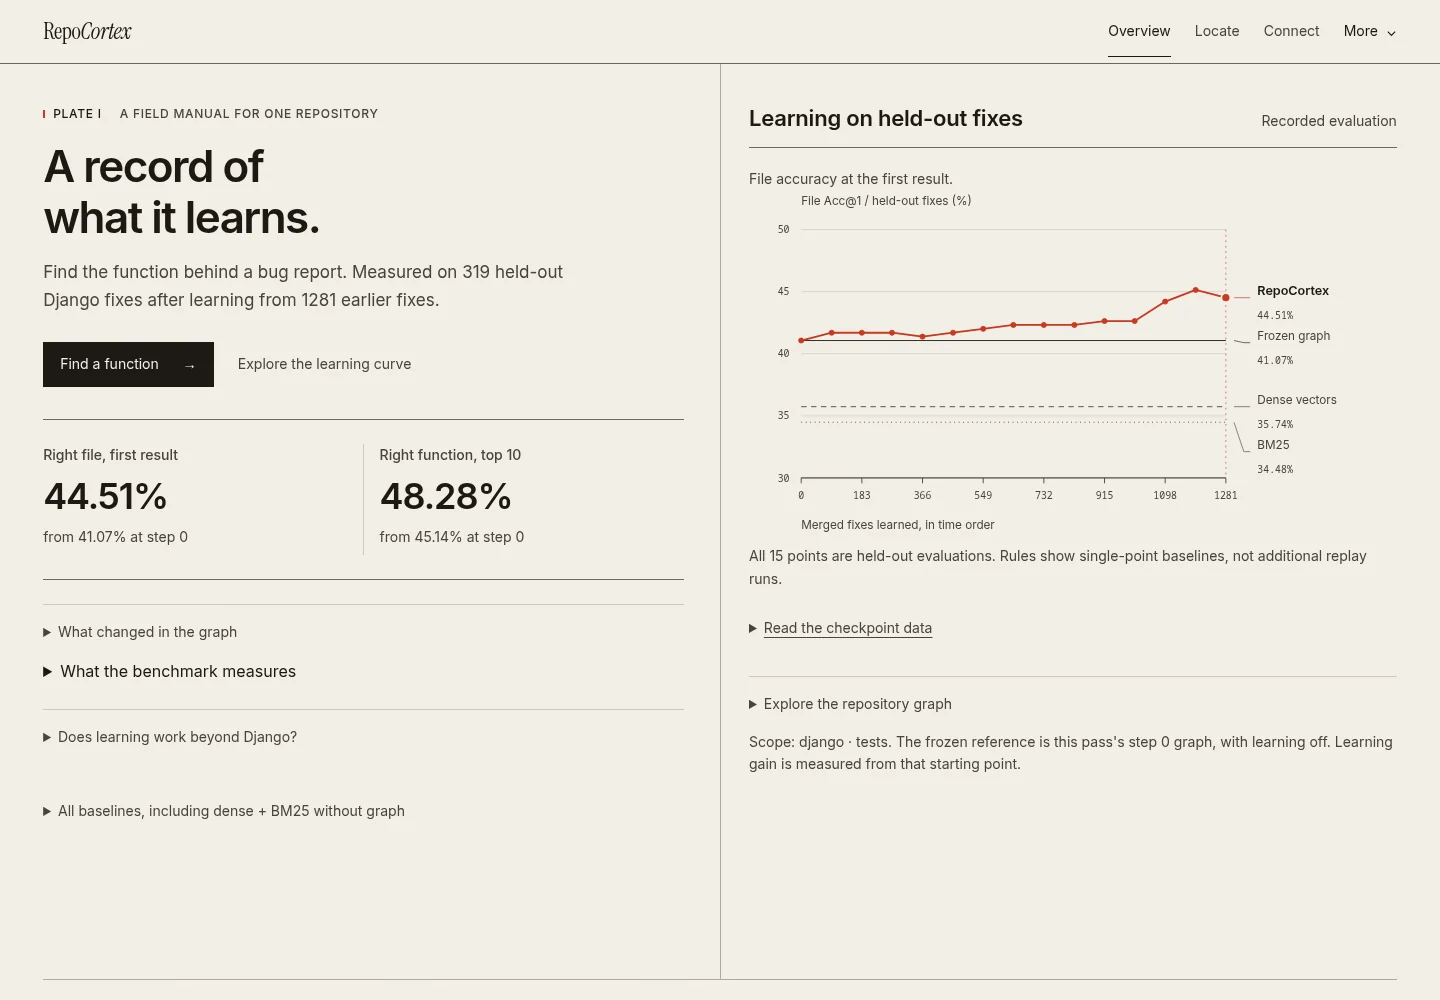 RepoCortex
Overview Locate Connect More
PLATE I A FIELD MANUAL FOR ONE REPOSITORY
A record of
what it learns.
Find the function behind a bug report. Measured on 319 held-out
Django fixes after learning from 1281 earlier fixes.
Find a function → Explore the learning curve
Right file, first result
44.51%
from 41.07% at step 0
Right function, top 10
48.28%
from 45.14% at step 0
▶ What changed in the graph
▶ What the benchmark measures
▶ Does learning work beyond Django?
▶ All baselines, including dense + BM25 without graph
Learning on held-out fixes
Recorded evaluation
File accuracy at the first result.
File Acc@1 / held-out fixes (%)
50
45
40
35
30
0 183 366 549 732 915 1098 1281
RepoCortex
44.51%
Frozen graph
41.07%
Dense vectors
35.74%
BM25
34.48%
Merged fixes learned, in time order
All 15 points are held-out evaluations. Rules show single-point baselines, not additional replay
runs.
▶ Read the checkpoint data
▶ Explore the repository graph
Scope: django · tests. The frozen reference is this pass's step 0 graph, with learning off. Learning
gain is measured from that starting point.